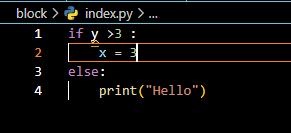 block > index.py > ...
1 if y >3 :
2     x = 3
3 else:
4     print("Hello")